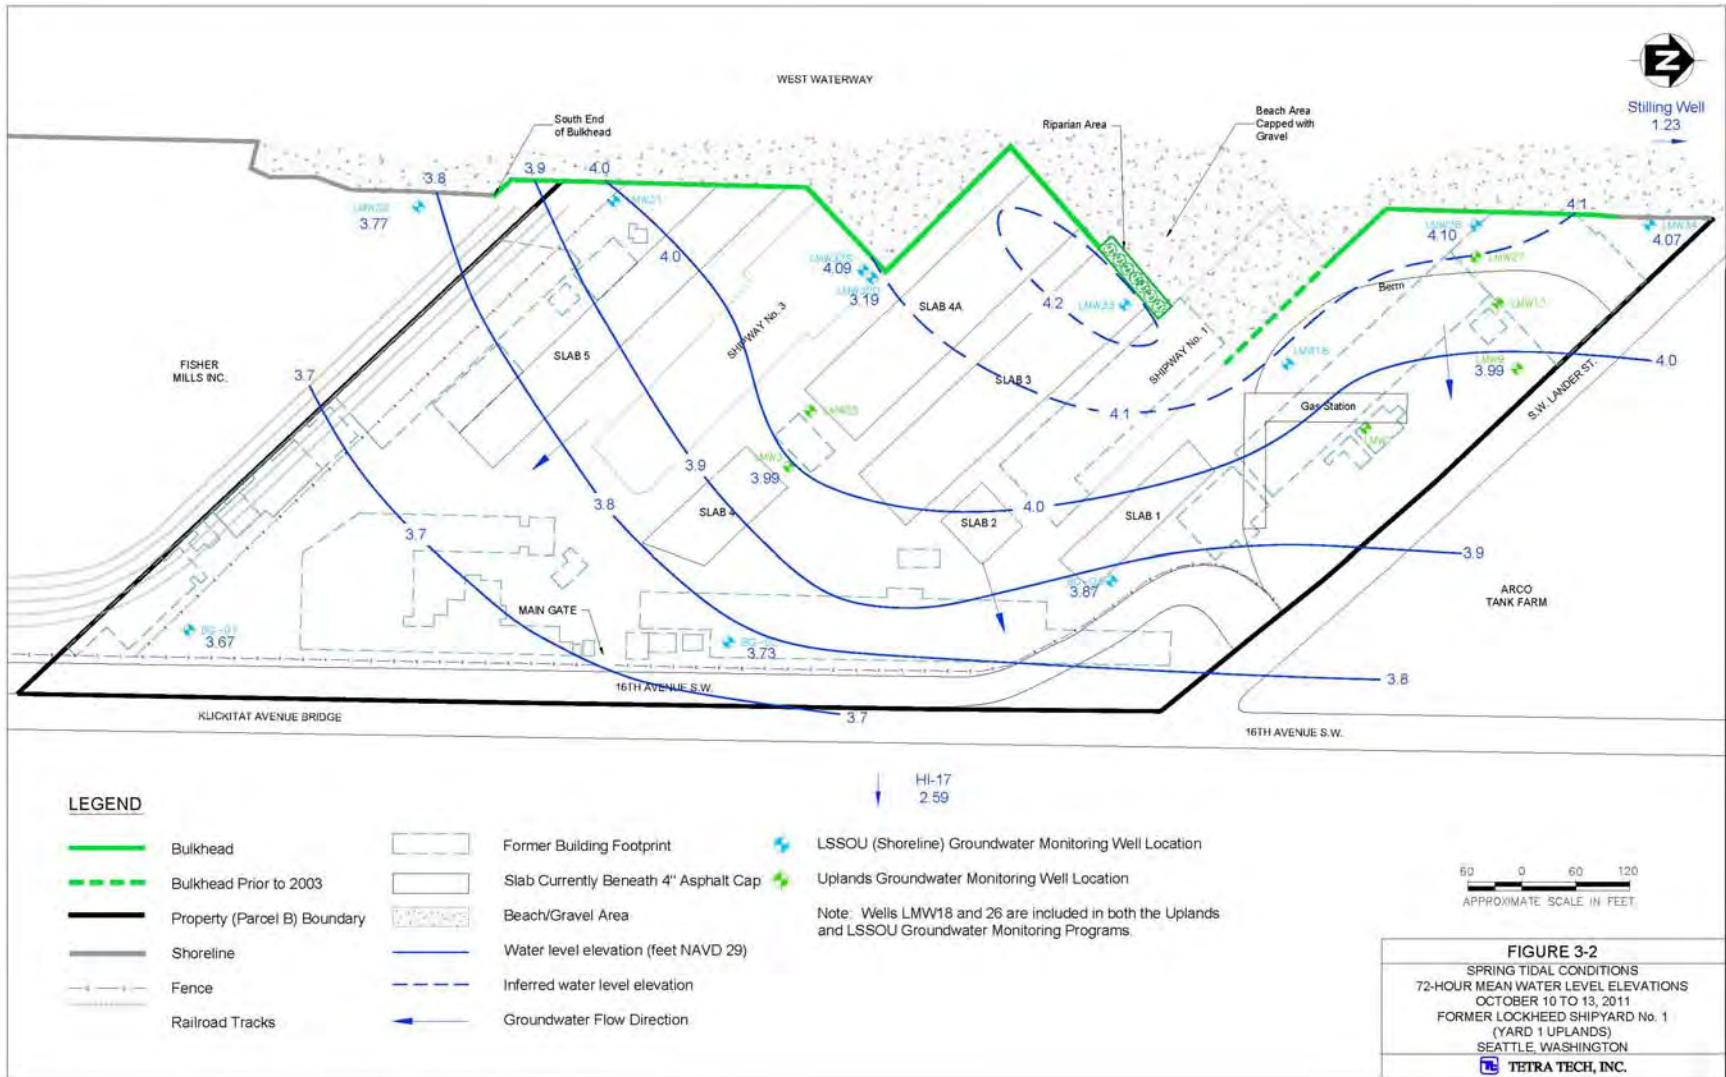 WEST WATERWAY
N
Stilling Well
1.23
South End
of Bulkhead
Riparian Area
Beach Area
Capped with
Gravel
3.8
3.9
4.0
4.1
3.77
LMW21
4.0
4.09
3.19
4.10
LMW27
4.07
SLAB 4A
4.2
LMW33
Berm
SHIPWAY No. 3
SHIPWAY No. 1
FISHER
MILLS INC.
SLAB 5
SLAB 3
3.7
3.99
4.0
4.1
Gas Station
S.W. LANDER ST.
3.9
3.99
3.8
SLAB 4
SLAB 2
4.0
SLAB 1
3.7
3.9
3.87
ARCO
TANK FARM
MAIN GATE
3.67
3.73
3.8
16TH AVENUE S.W.
3.7
KLICKITAT AVENUE BRIDGE
16TH AVENUE S.W.
HI-17
2.59
LEGEND
Bulkhead
Bulkhead Prior to 2003
Property (Parcel B) Boundary
Shoreline
Fence
Railroad Tracks
Former Building Footprint
Slab Currently Beneath 4" Asphalt Cap
Beach/Gravel Area
Water level elevation (feet NAVD 29)
Inferred water level elevation
Groundwater Flow Direction
LSSOU (Shoreline) Groundwater Monitoring Well Location
Uplands Groundwater Monitoring Well Location
Note: Wells LMW18 and 26 are included in both the Uplands
and LSSOU Groundwater Monitoring Programs.
60 0 60 120
APPROXIMATE SCALE IN FEET
FIGURE 3-2
SPRING TIDAL CONDITIONS
72-HOUR MEAN WATER LEVEL ELEVATIONS
OCTOBER 10 TO 13, 2011
FORMER LOCKHEED SHIPYARD No. 1
(YARD 1 UPLANDS)
SEATTLE, WASHINGTON
TETRA TECH, INC.